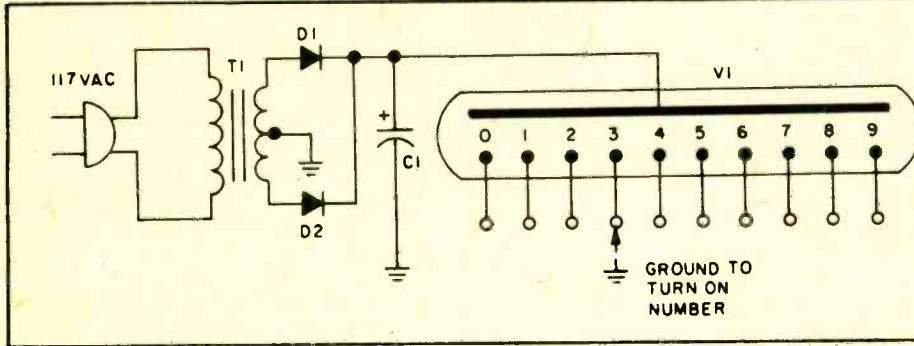 117VAC
T1
D1
D2
+
C1
V1
0 1 2 3 4 5 6 7 8 9
GROUND TO
TURN ON
NUMBER